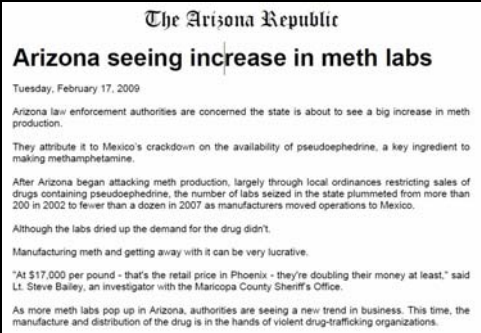 The Arizona Republic
Arizona seeing increase in meth labs
Tuesday, February 17, 2009
Arizona law enforcement authorities are concerned the state is about to see a big increase in meth
production.
They attribute it to Mexico's crackdown on the availability of pseudoephedrine, a key ingredient to
making methamphetamine.
After Arizona began attacking meth production, largely through local ordinances restricting sales of
drugs containing pseudoephedrine, the number of labs seized in the state plummeted from more than
200 in 2002 to fewer than a dozen in 2007 as manufacturers moved operations to Mexico.
Although the labs dried up the demand for the drug didn't.
Manufacturing meth and getting away with it can be very lucrative.
"At $17,000 per pound - that's the retail price in Phoenix - they're doubling their money at least," said
Lt. Steve Bailey, an investigator with the Maricopa County Sheriff's Office.
As more meth labs pop up in Arizona, authorities are seeing a new trend in business. This time, the
manufacture and distribution of the drug is in the hands of violent drug-trafficking organizations.